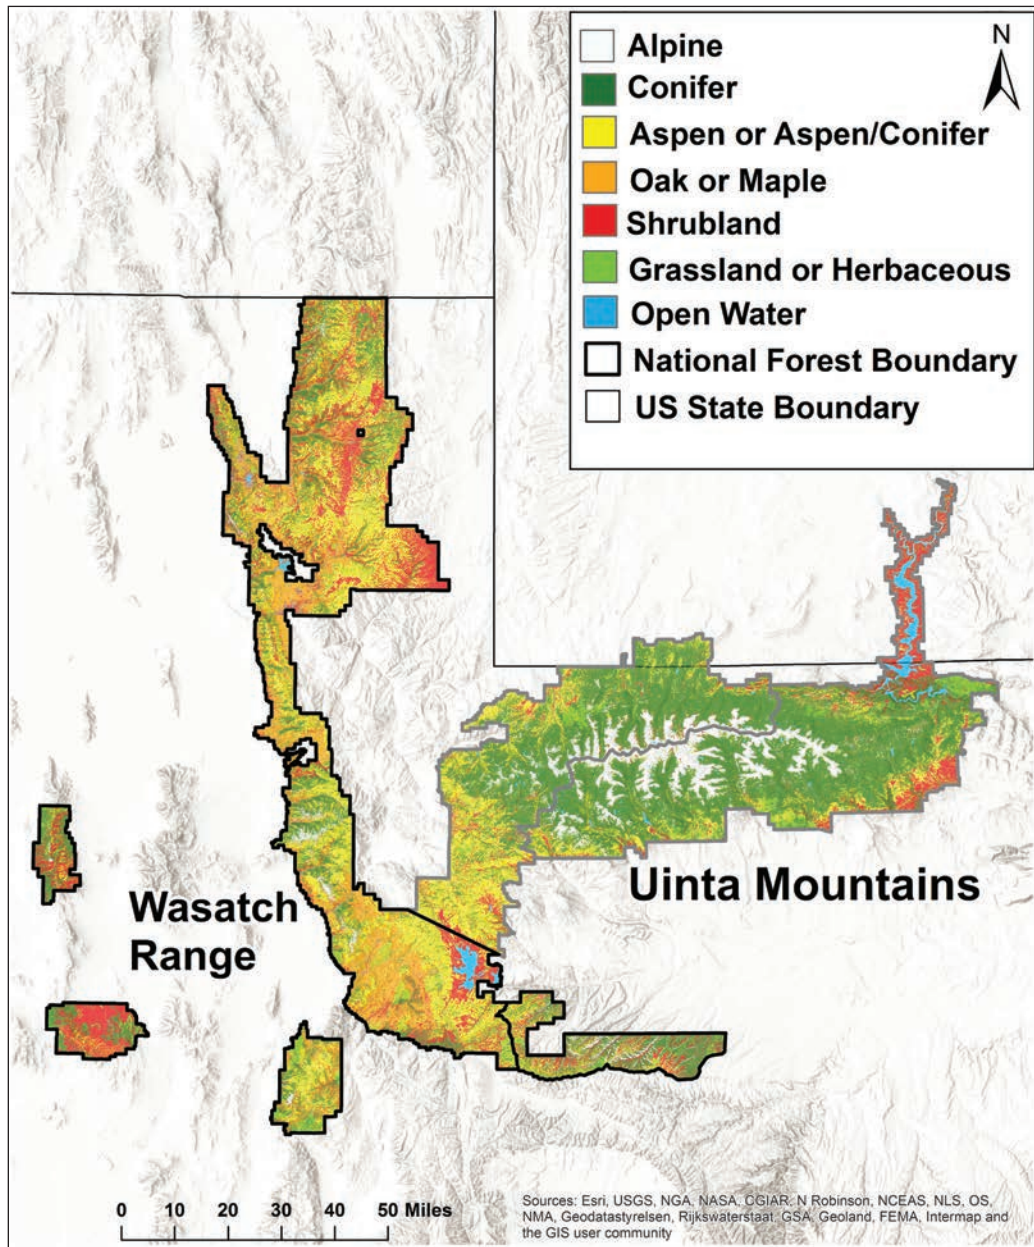 N
Alpine
Conifer
Aspen or Aspen/Conifer
Oak or Maple
Shrubland
Grassland or Herbaceous
Open Water
National Forest Boundary
US State Boundary
Uinta Mountains
Wasatch
Range
0 10 20 30 40 50 Miles
Sources: Esri, USGS, NGA, NASA, CGIAR, N Robinson, NCEAS, NLS, OS,
NMA, Geodatastyrelsen, Rijkswaterstaat, GSA, Geoland, FEMA, Intermap and
the GIS user community